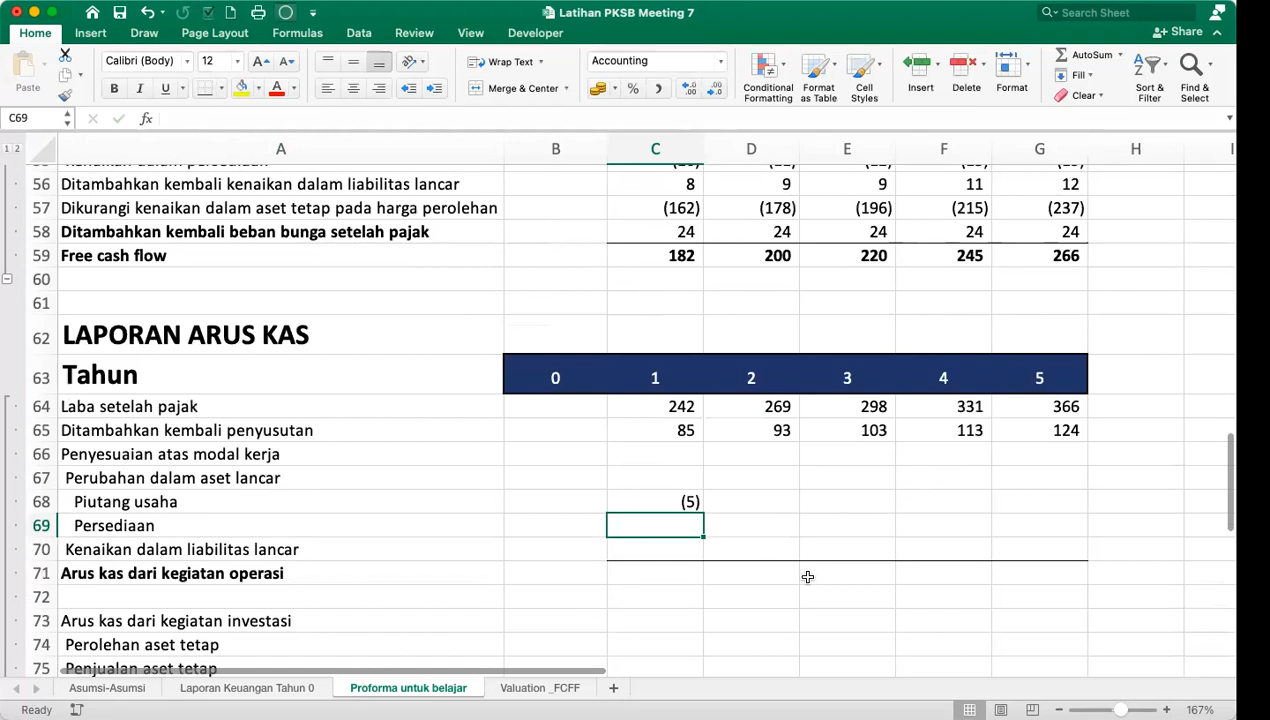 Latihan PKSB Meeting 7
Search Sheet
Home Insert Draw Page Layout Formulas Data Review View Developer
Share
Paste
Calibri (Body) 12
Wrap Text
Merge & Center
Accounting
Conditional Formatting
Format as Table
Cell Styles
Insert
Delete
Format
AutoSum
Fill
Clear
Sort & Filter
Find & Select
C69 fx
1 2
A B C D E F G H I
56 Ditambahkan kembali kenaikan dalam liabilitas lancar 8 9 9 11 12
57 Dikurangi kenaikan dalam aset tetap pada harga perolehan (162) (178) (196) (215) (237)
58 Ditambahkan kembali beban bunga setelah pajak 24 24 24 24 24
59 Free cash flow 182 200 220 245 266
60
61
62 LAPORAN ARUS KAS
63 Tahun 0 1 2 3 4 5
64 Laba setelah pajak 242 269 298 331 366
65 Ditambahkan kembali penyusutan 85 93 103 113 124
66 Penyesuaian atas modal kerja
67 Perubahan dalam aset lancar
68 Piutang usaha (5)
69 Persediaan
70 Kenaikan dalam liabilitas lancar
71 Arus kas dari kegiatan operasi
72
73 Arus kas dari kegiatan investasi
74 Perolehan aset tetap
75 Penjualan aset tetap
Asumsi-Asumsi Laporan Keuangan Tahun 0 Proforma untuk belajar Valuation _FCFF
Ready
167%